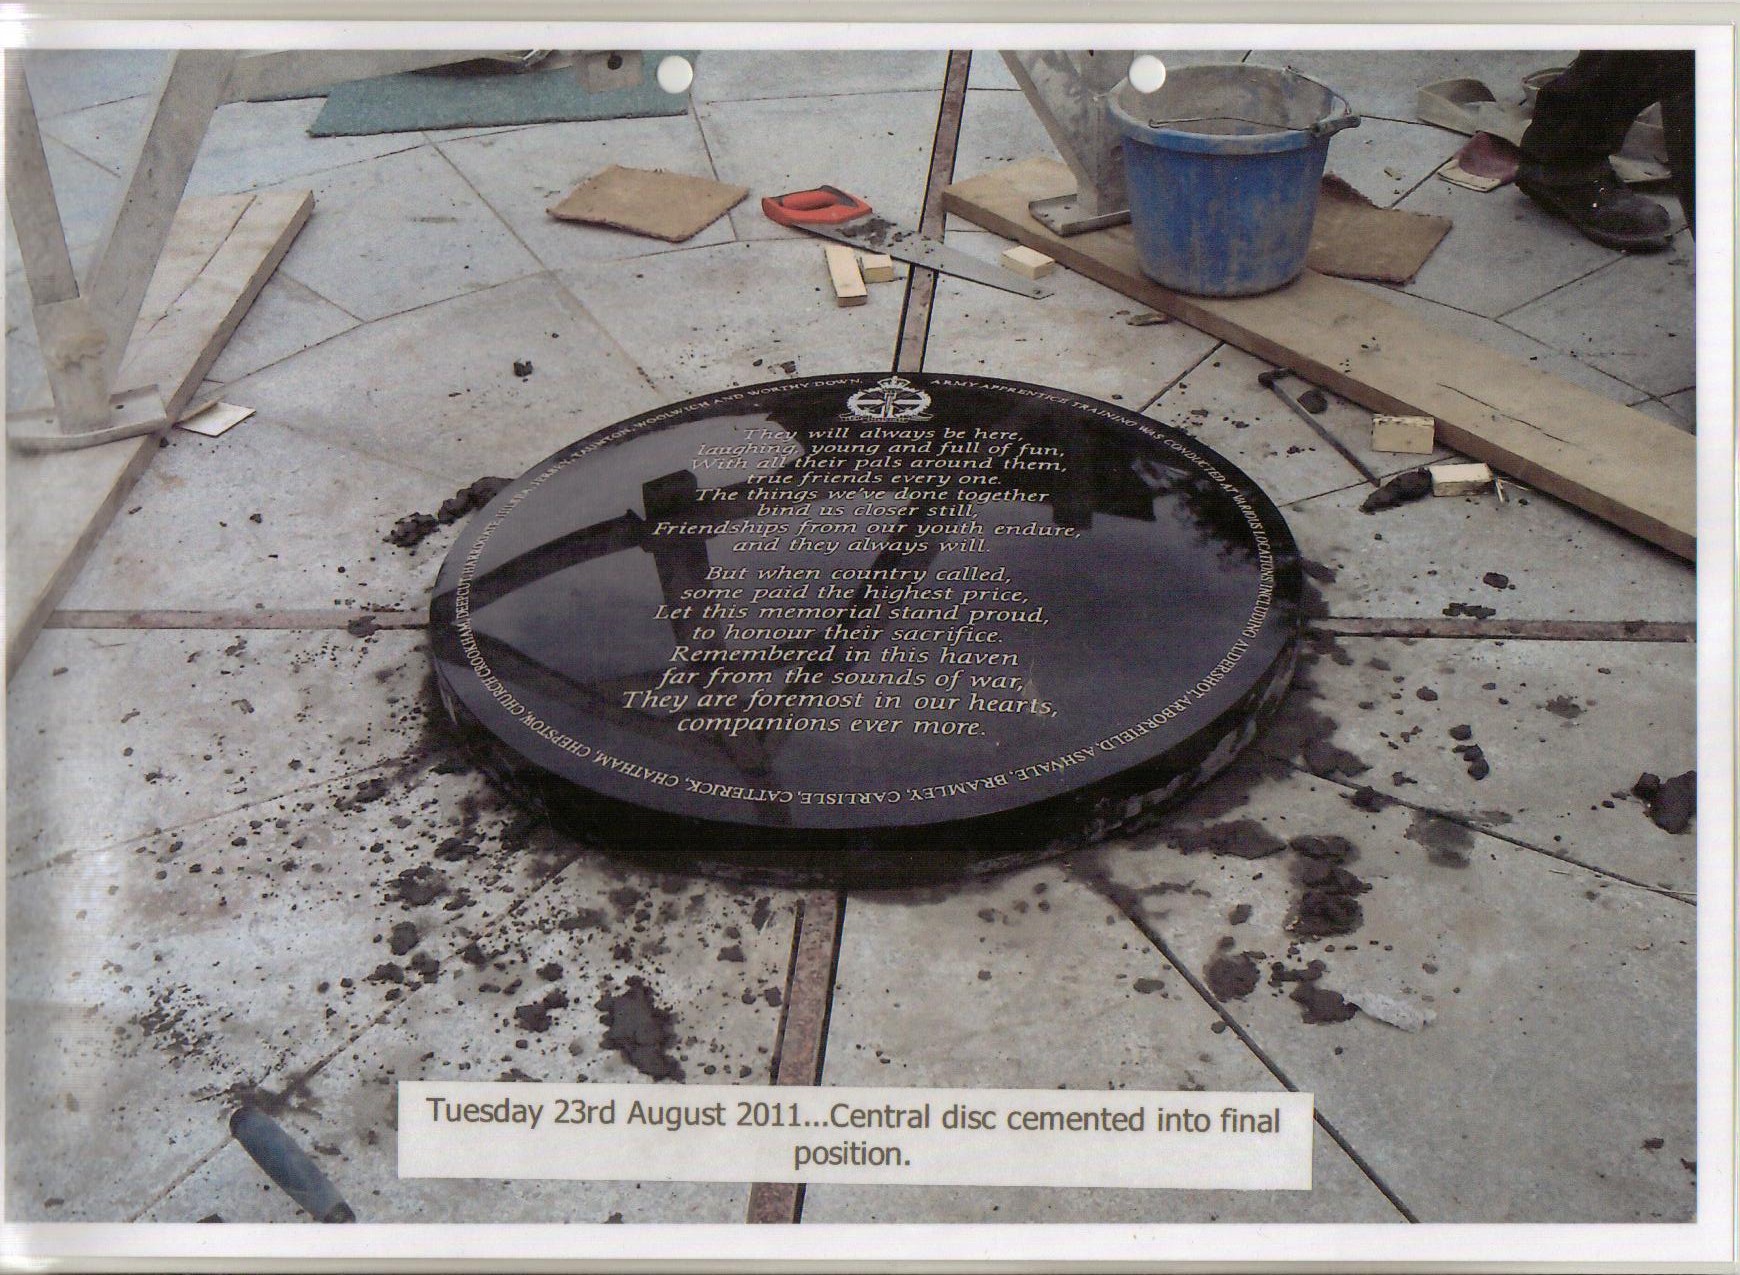 ARMY APPRENTICE TRAINING WAS CONDUCTED AT VARIOUS LOCATIONS INCLUDING ALDERSHOT, ARBORFIELD, ASHVALE, BRAMLEY, CARLISLE, CATTERICK, CHATHAM, CHEPSTOW, CHURCH CROOKHAM, DEEPCUT, HARROGATE, JERSEY, TAUNTON, WOOLWICH AND WORTHY DOWN.
They will always be here,
laughing, young and full of fun,
With all their pals around them,
true friends every one.
The things we've done together
bind us closer still,
Friendships from our youth endure,
and they always will.
But when country called,
some paid the highest price,
Let this memorial stand proud,
to honour their sacrifice.
Remembered in this haven
far from the sounds of war,
They are foremost in our hearts,
companions ever more.
Tuesday 23rd August 2011...Central disc cemented into final
position.